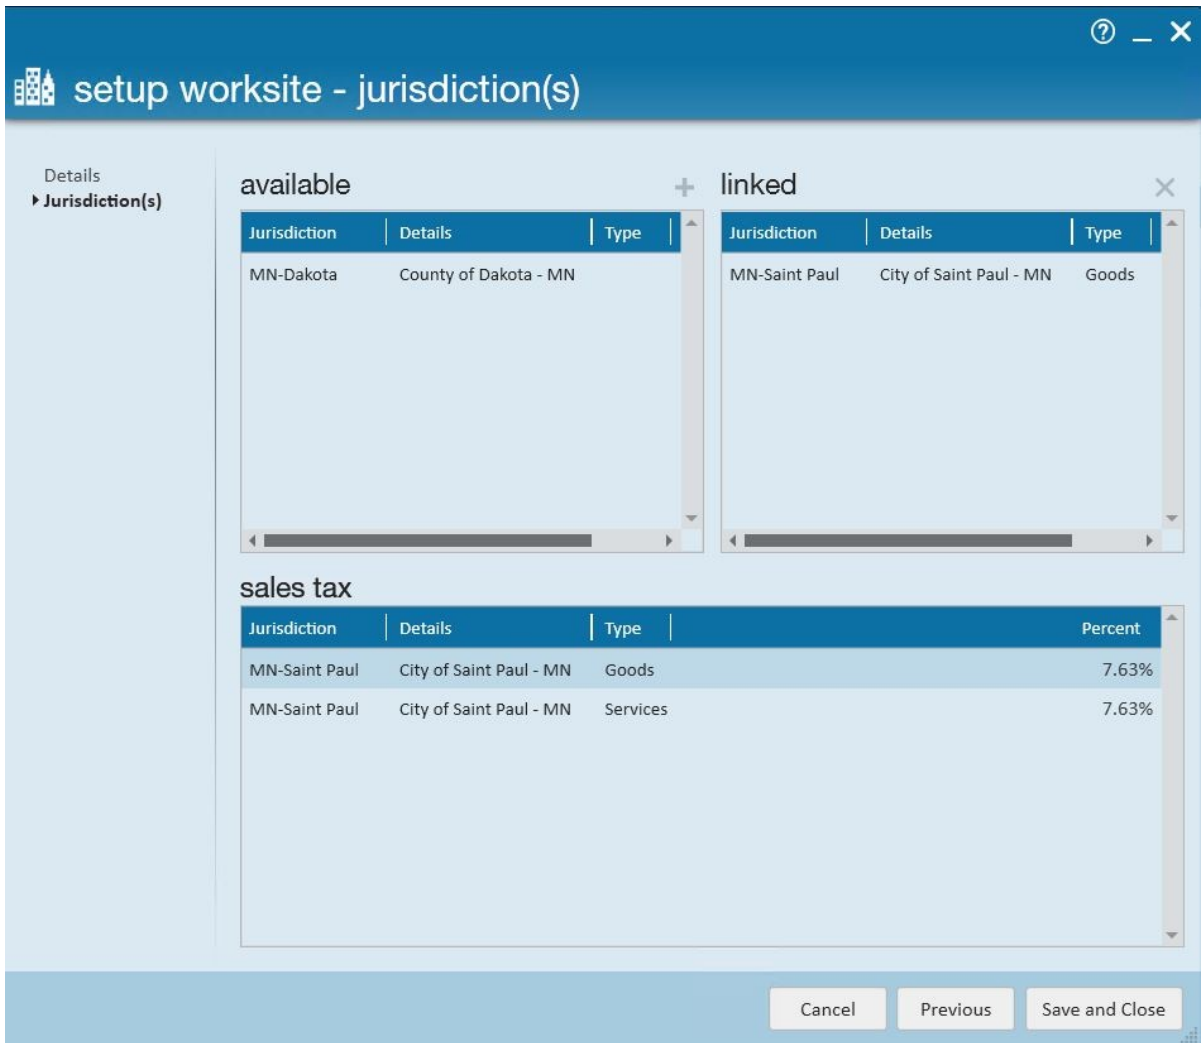 setup worksite - jurisdiction(s)
Details
Jurisdiction(s)
available
Jurisdiction Details Type
MN-Dakota County of Dakota - MN
linked
Jurisdiction Details Type
MN-Saint Paul City of Saint Paul - MN Goods
sales tax
Jurisdiction Details Type Percent
MN-Saint Paul City of Saint Paul - MN Goods 7.63%
MN-Saint Paul City of Saint Paul - MN Services 7.63%
Cancel Previous Save and Close